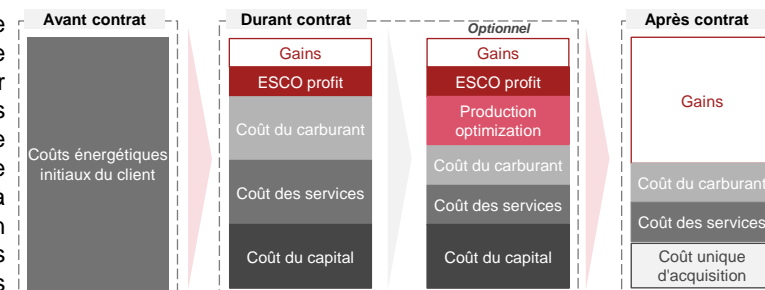 Avant contrat
Coûts énergétiques
initiaux du client
Durant contrat
Gains
ESCO profit
Coût du carburant
Coût des services
Coût du capital
Optionnel
Gains
ESCO profit
Production
optimization
Coût du carburant
Coût des services
Coût du capital
Après contrat
Gains
Coût du carburant
Coût des services
Coût unique
d'acquisition